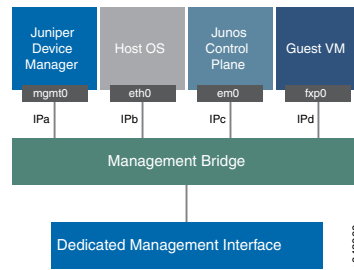 Juniper
Device
Manager
Host OS
Junos
Control
Plane
Guest VM
mgmt0
eth0
em0
fxp0
IPa
IPb
IPc
IPd
Management Bridge
Dedicated Management Interface